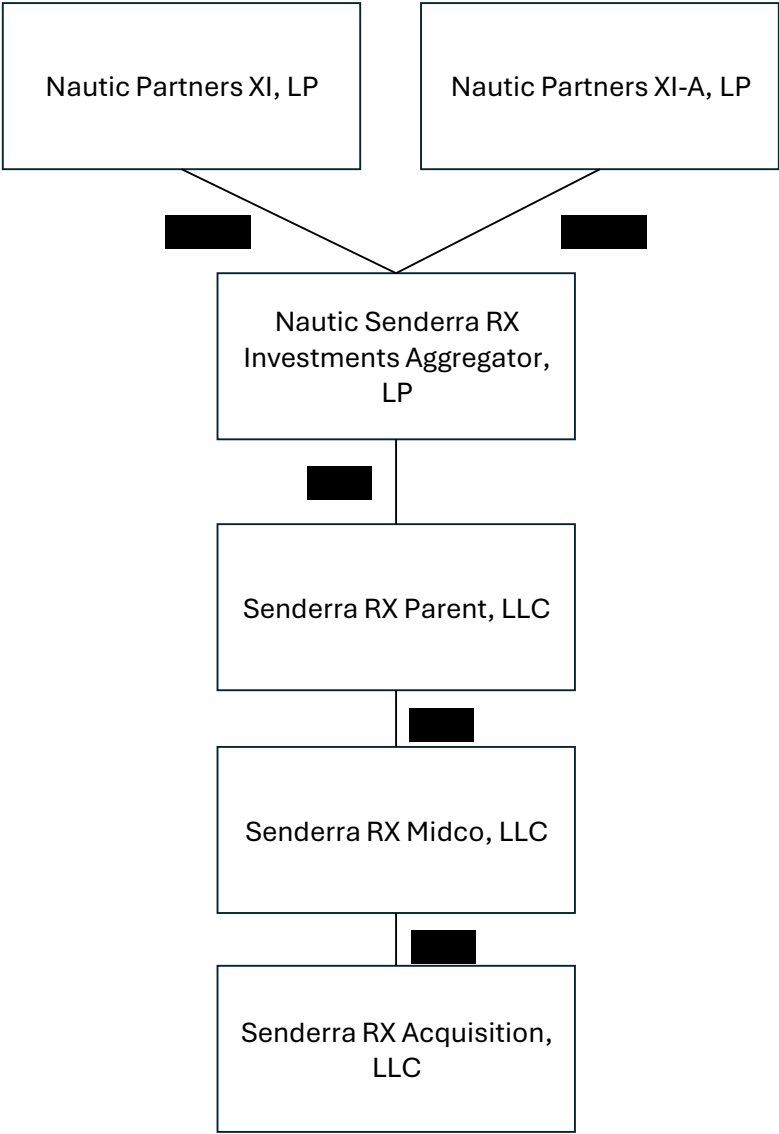 Nautic Partners XI, LP
Nautic Partners XI-A, LP
Nautic Senderra RX
Investments Aggregator,
LP
Senderra RX Parent, LLC
Senderra RX Midco, LLC
Senderra RX Acquisition,
LLC